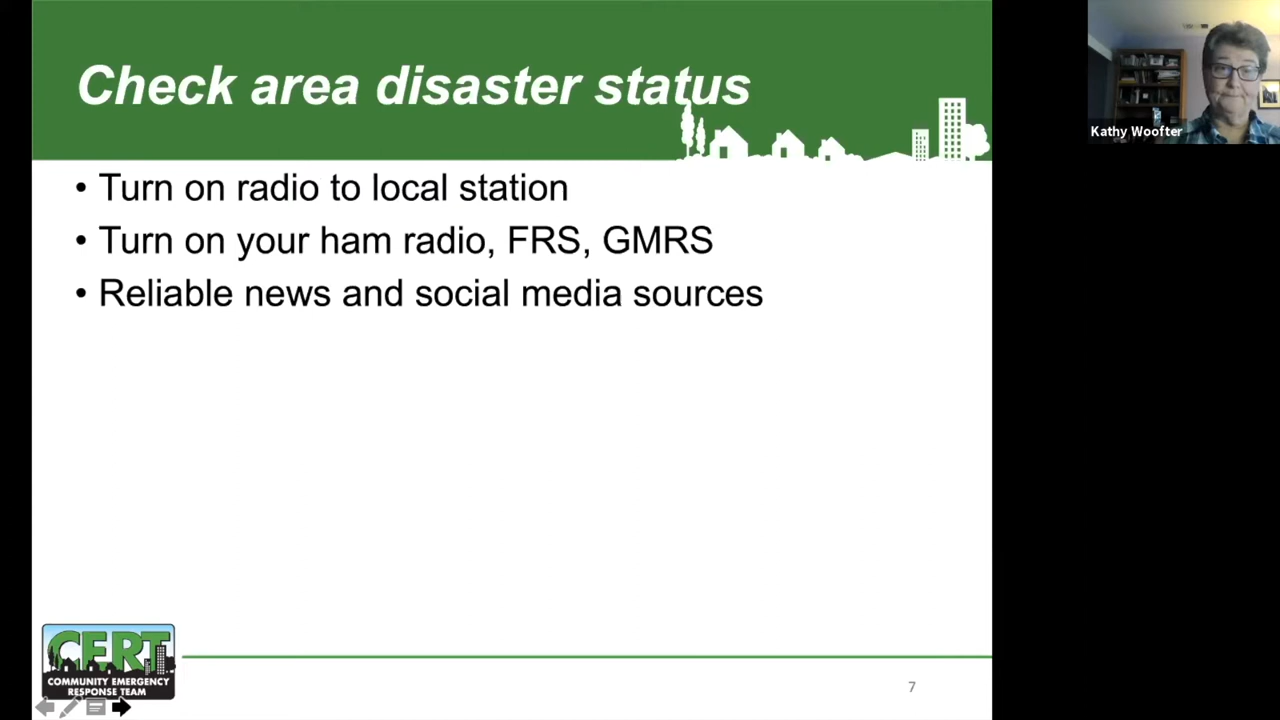 Check area disaster status
• Turn on radio to local station
• Turn on your ham radio, FRS, GMRS
• Reliable news and social media sources
Kathy Woofter
CERT
COMMUNITY EMERGENCY
RESPONSE TEAM
7